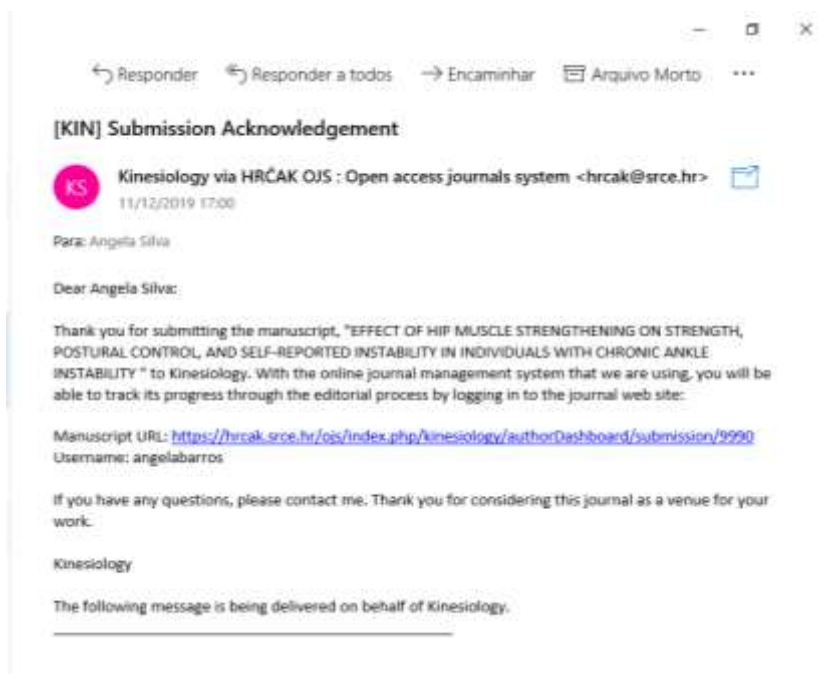 Responder Responder a todos Encaminhar Arquivo Morto ...
[KIN] Submission Acknowledgement
KS
Kinesiology via HRČAK OJS : Open access journals system <hrcak@srce.hr>
11/12/2019 17:00
Para: Angela Silva
Dear Angela Silva:
Thank you for submitting the manuscript, "EFFECT OF HIP MUSCLE STRENGTHENING ON STRENGTH,
POSTURAL CONTROL, AND SELF-REPORTED INSTABILITY IN INDIVIDUALS WITH CHRONIC ANKLE
INSTABILITY " to Kinesiology. With the online journal management system that we are using, you will be
able to track its progress through the editorial process by logging in to the journal web site:
Manuscript URL: https://hrcak.srce.hr/ojs/index.php/kinesiology/authorDashboard/submission/9990
Username: angelabarros
If you have any questions, please contact me. Thank you for considering this journal as a venue for your
work.
Kinesiology
The following message is being delivered on behalf of Kinesiology.